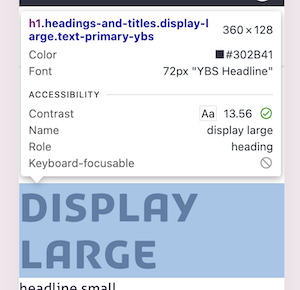 h1.headings-and-titles.display-l
arge.text-primary-ybs
360 × 128
Color
#302B41
Font
72px "YBS Headline"
ACCESSIBILITY
Contrast
Aa 13.56
Name
display large
Role
heading
Keyboard-focusable
DISPLAY
LARGE
headline small